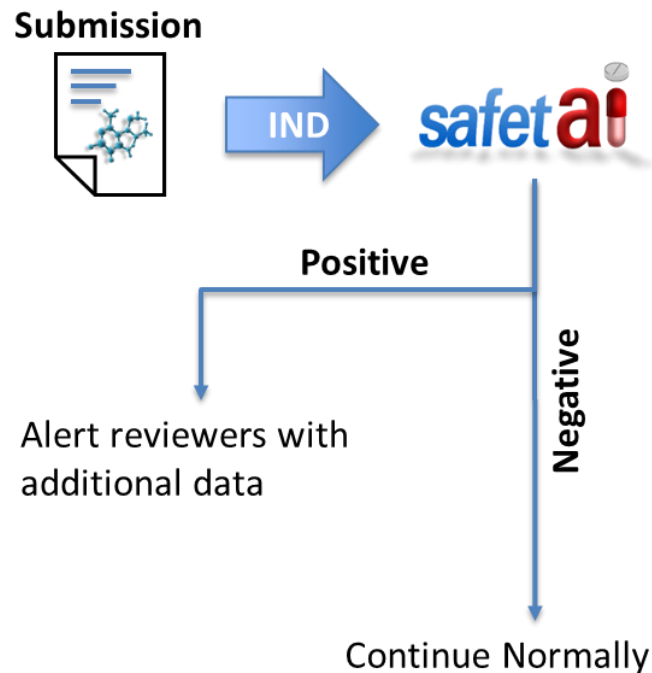 Submission
IND
safetai
Positive
Negative
Alert reviewers with
additional data
Continue Normally